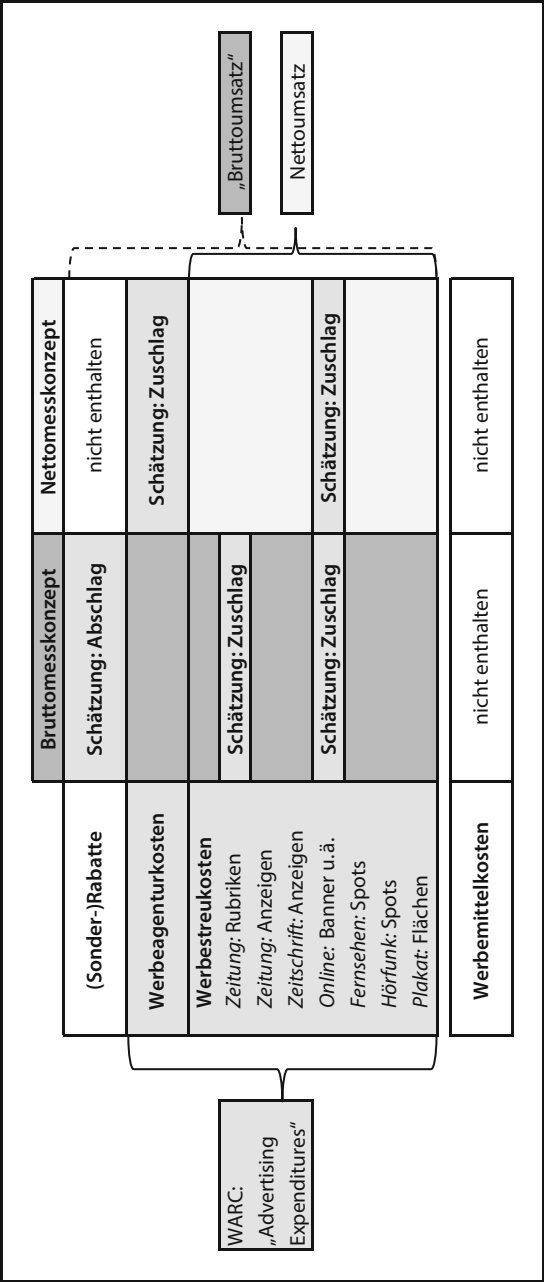 Bruttomesskonzept
Nettomesskonzept
(Sonder-)Rabatte
Schätzung: Abschlag
nicht enthalten
Werbeagenturkosten
Schätzung: Zuschlag
Werbestreukosten
Zeitung: Rubriken
Schätzung: Zuschlag
Zeitung: Anzeigen
Zeitschrift: Anzeigen
Online: Banner u.ä.
Schätzung: Zuschlag
Schätzung: Zuschlag
Fernsehen: Spots
Hörfunk: Spots
Plakat: Flächen
Werbemittelkosten
nicht enthalten
nicht enthalten
WARC:
„Advertising
Expenditures“
„Bruttoumsatz“
Nettoumsatz